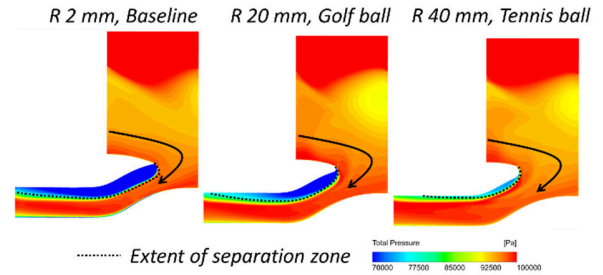 R 2 mm, Baseline R 20 mm, Golf ball R 40 mm, Tennis ball
Extent of separation zone
Total Pressure [Pa]
70000 77500 85000 92500 100000